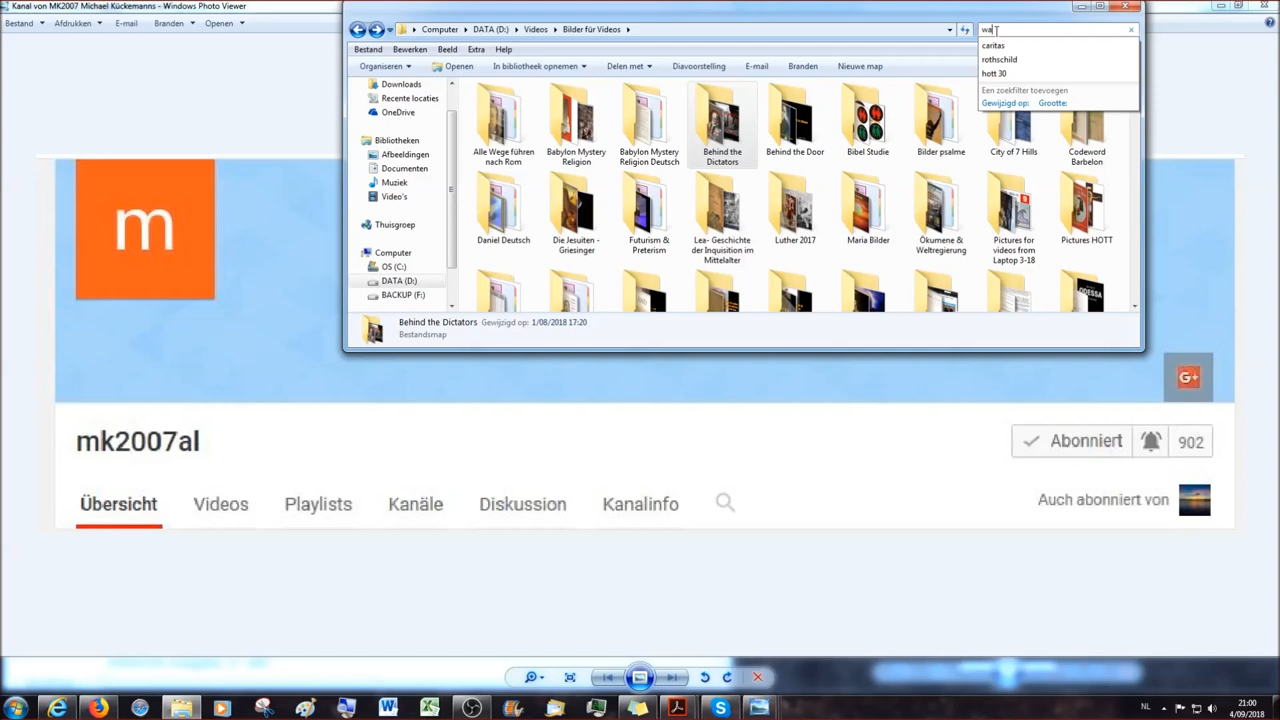 Kanal von MK2007 Michael Kückemanns - Windows Photo Viewer
Bestand Afdrukken E-mail Branden Openen
Computer DATA (D:) Videos Bilder für Videos
wa
caritas
rothschild
hott 30
Een zoekfilter toevoegen
Gewijzigd op: Grootte:
Bestand Bewerken Beeld Extra Help
Organiseren Openen In bibliotheek opnemen Delen met Diavoorstelling E-mail Branden Nieuwe map
Downloads
Recente locaties
OneDrive
Bibliotheken
Afbeeldingen
Documenten
Muziek
Video's
Thuisgroep
Computer
OS (C:)
DATA (D:)
BACKUP (F:)
Alle Wege führen nach Rom
Babylon Mystery Religion
Babylon Mystery Religion Deutsch
Behind the Dictators
Behind the Door
Bibel Studie
Bilder psalme
City of 7 Hills
Codeword Barbelon
Daniel Deutsch
Die Jesuiten - Griesinger
Futurism & Preterism
Lea- Geschichte der Inquisition im Mittelalter
Luther 2017
Maria Bilder
Ökumene & Weltregierung
Pictures for videos from Laptop 3-18
Pictures HOTT
ODESSA
Behind the Dictators Gewijzigd op: 1/08/2018 17:20
Bestandsmap
m
G+
mk2007al
Abonniert 902
Übersicht Videos Playlists Kanäle Diskussion Kanalinfo
Auch abonniert von
NL
21:00
4/09/2018